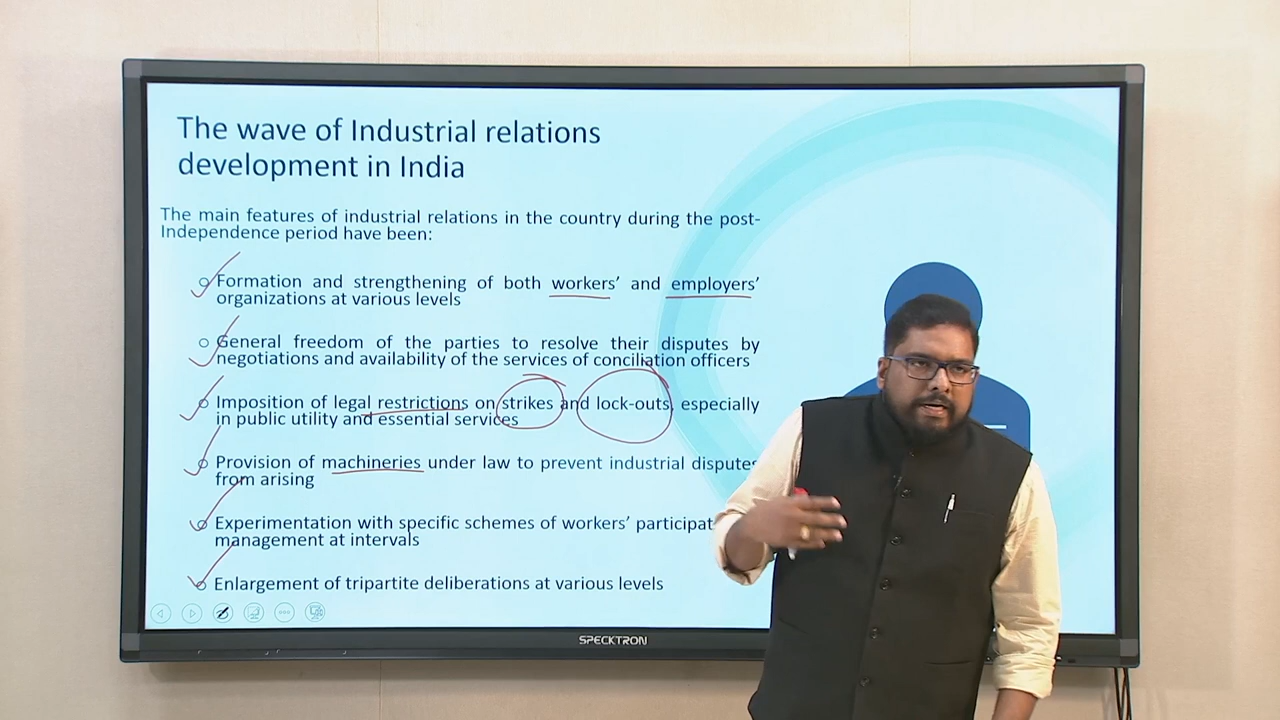 The wave of Industrial relations
development in India
The main features of industrial relations in the country during the post-
Independence period have been:
Formation and strengthening of both workers’ and employers’
organizations at various levels
General freedom of the parties to resolve their disputes by
negotiations and availability of the services of conciliation officers
Imposition of legal restrictions on strikes and lock-outs, especially
in public utility and essential services
Provision of machineries under law to prevent industrial disputes
from arising
Experimentation with specific schemes of workers’
management at intervals
Enlargement of tripartite deliberations at various levels
SPECKTRON